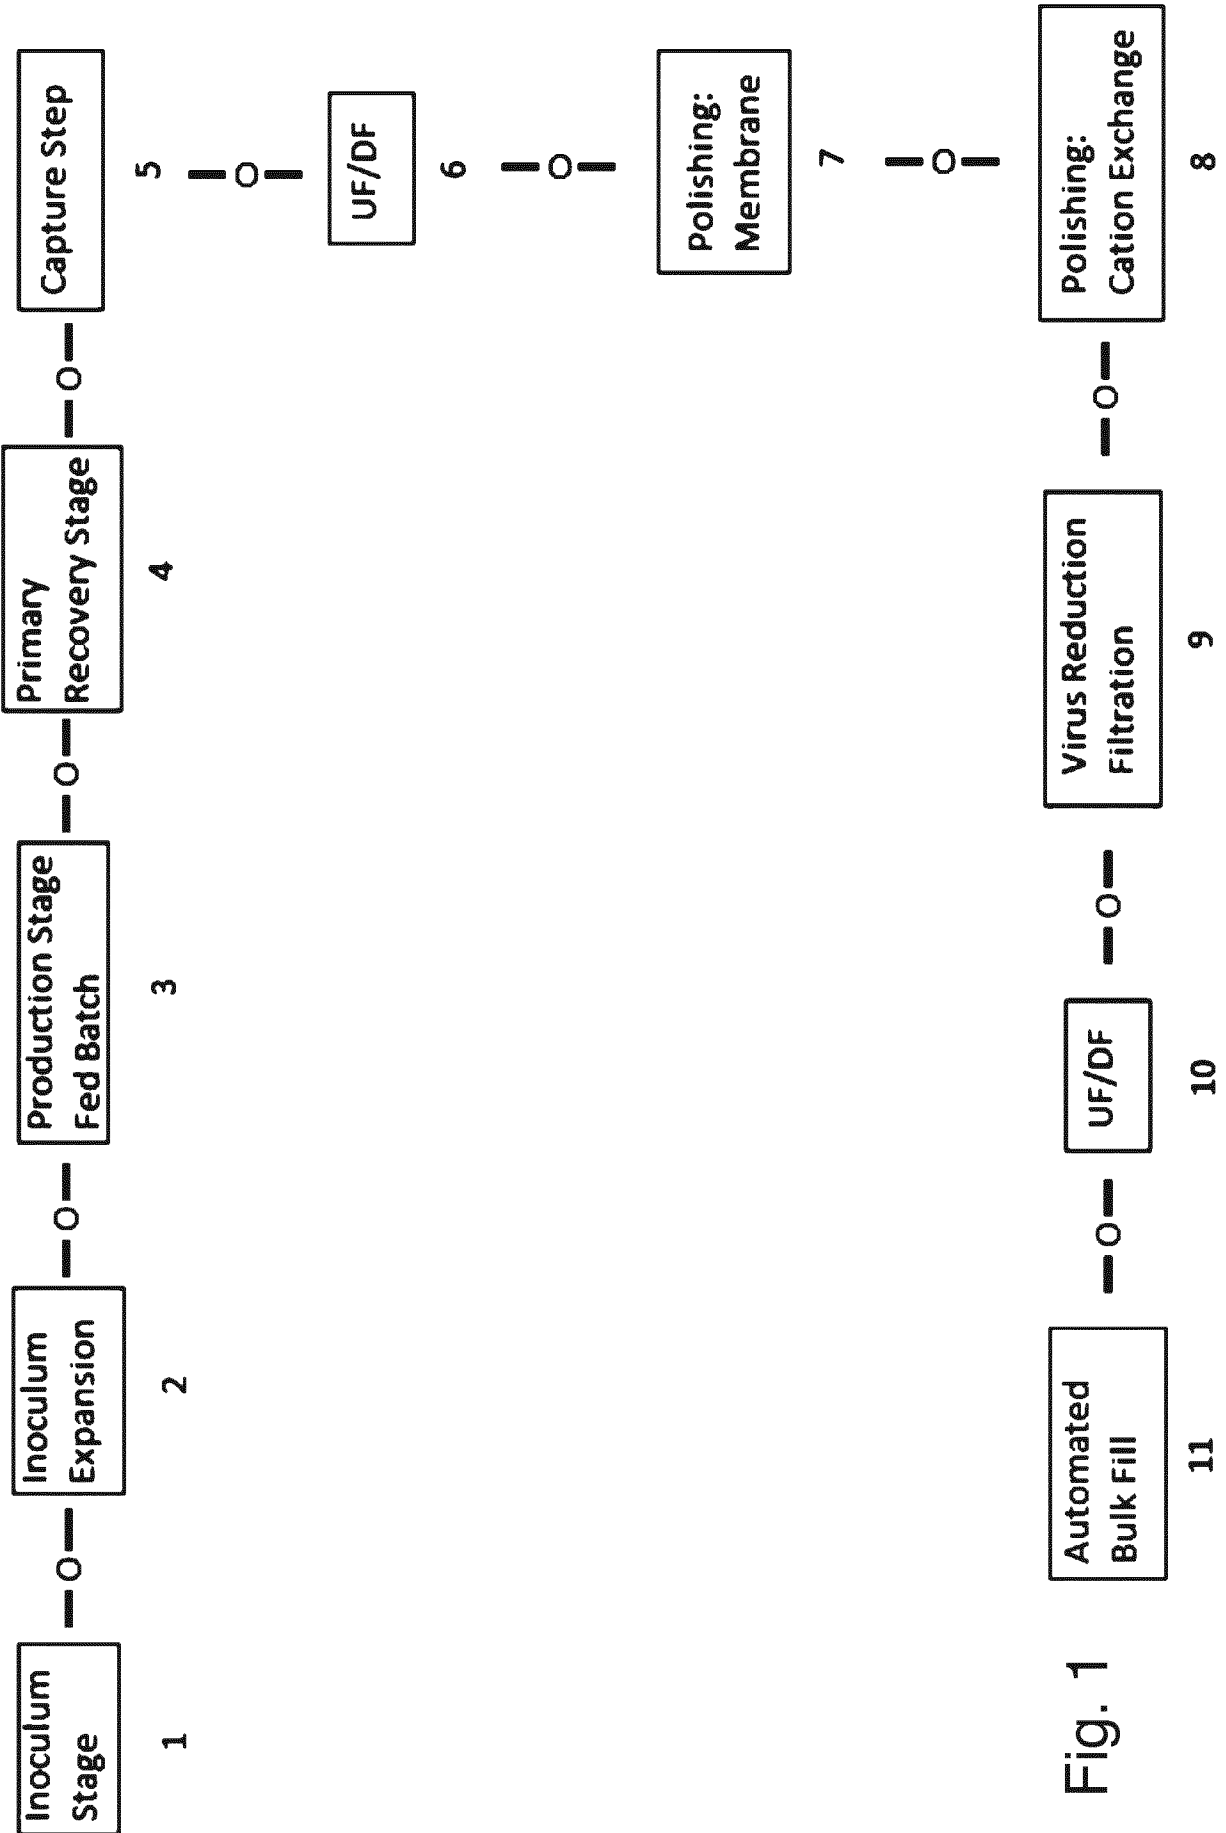 Inoculum
Stage
1
Inoculum
Expansion
2
Production Stage
Fed Batch
3
Primary
Recovery Stage
4
Capture Step
5
UF/DF
6
Polishing:
Membrane
7
Polishing:
Cation Exchange
8
Virus Reduction
Filtration
9
UF/DF
10
Automated
Bulk Fill
11
Fig. 1